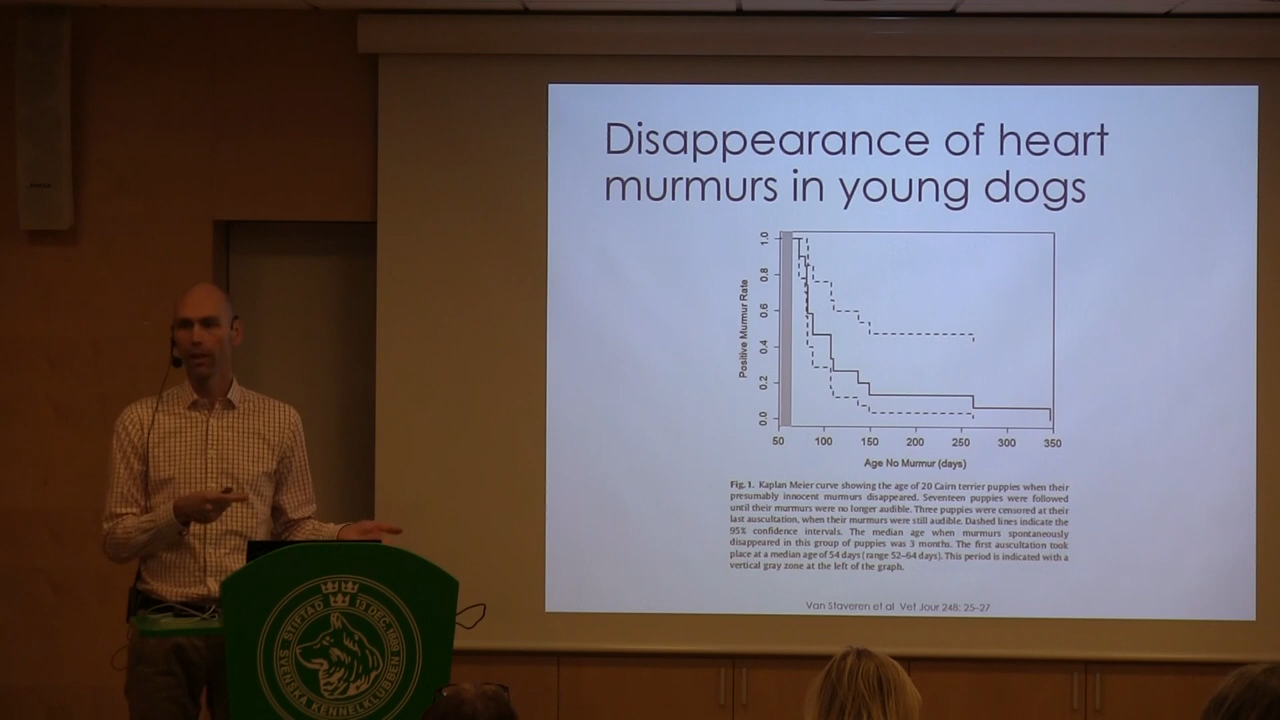 Disappearance of heart
murmurs in young dogs
Positive Murmur Rate
1.0
0.8
0.6
0.4
0.2
0.0
50 100 150 200 250 300 350
Age No Murmur (days)
Fig. 1. Kaplan Meier curve showing the age of 20 Cairn terrier puppies when their
presumably innocent murmurs disappeared. Seventeen puppies were followed
until their murmurs were no longer audible. Three puppies were censored at their
last auscultation, when their murmurs were still audible. Dashed lines indicate the
95% confidence intervals. The median age when murmurs spontaneously
disappeared in this group of puppies was 3 months. The first auscultation took
place at a median age of 54 days (range 52–64 days). This period is indicated with a
vertical gray zone at the left of the graph.
Van Staveren et al Vet Jour 248: 25-27
STIFTAD 13 DEC. 1889
SVENSKA KENNELKLUBBEN